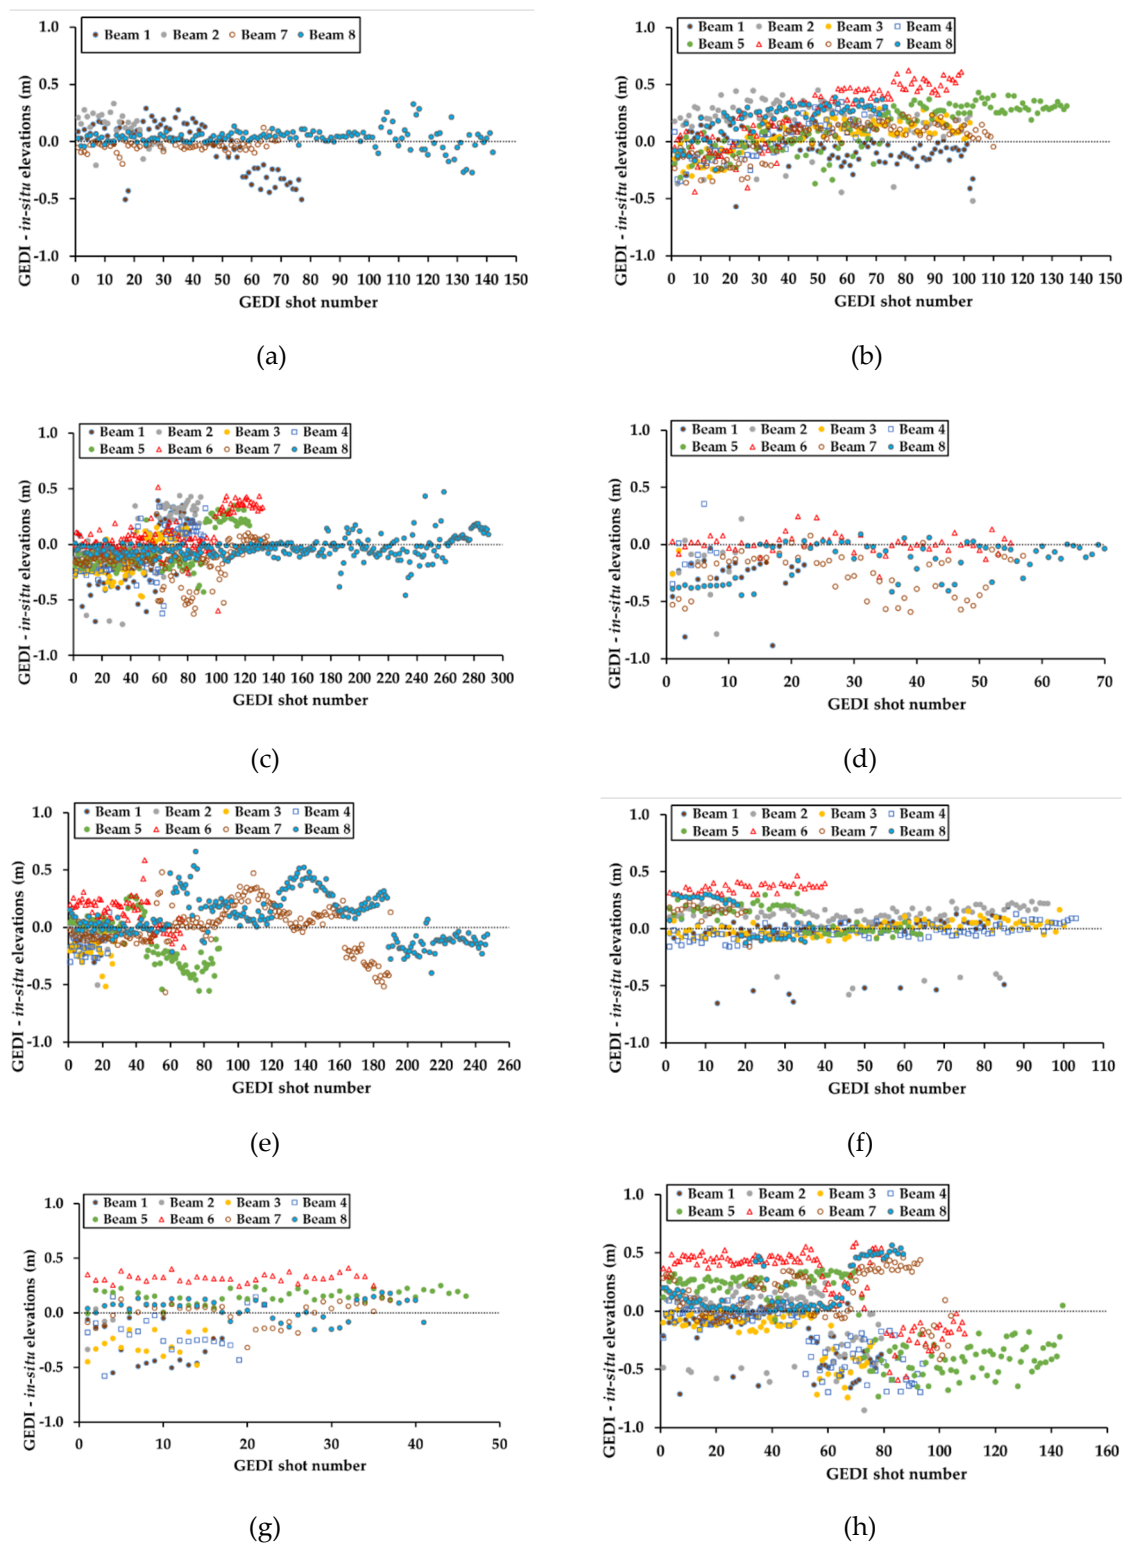 Beam 1 Beam 2 Beam 7 Beam 8
1.0
0.5
0.0
-0.5
-1.0
GEDI - in-situ elevations (m)
0 10 20 30 40 50 60 70 80 90 100 110 120 130 140 150
GEDI shot number
(a)
Beam 1 Beam 2 Beam 3 Beam 4
Beam 5 Beam 6 Beam 7 Beam 8
1.0
0.5
0.0
-0.5
-1.0
GEDI - in-situ elevations (m)
0 10 20 30 40 50 60 70 80 90 100 110 120 130 140 150
GEDI shot number
(b)
Beam 1 Beam 2 Beam 3 Beam 4
Beam 5 Beam 6 Beam 7 Beam 8
1.0
0.5
0.0
-0.5
-1.0
GEDI - in-situ elevations (m)
0 20 40 60 80 100 120 140 160 180 200 220 240 260 280 300
GEDI shot number
(c)
Beam 1 Beam 2 Beam 3 Beam 4
Beam 5 Beam 6 Beam 7 Beam 8
1.0
0.5
0.0
-0.5
-1.0
GEDI - in-situ elevations (m)
0 10 20 30 40 50 60 70
GEDI shot number
(d)
Beam 1 Beam 2 Beam 3 Beam 4
Beam 5 Beam 6 Beam 7 Beam 8
1.0
0.5
0.0
-0.5
-1.0
GEDI - in-situ elevations (m)
0 20 40 60 80 100 120 140 160 180 200 220 240 260
GEDI shot number
(e)
Beam 1 Beam 2 Beam 3 Beam 4
Beam 5 Beam 6 Beam 7 Beam 8
1.0
0.5
0.0
-0.5
-1.0
GEDI - in-situ elevations (m)
0 10 20 30 40 50 60 70 80 90 100 110
GEDI shot number
(f)
Beam 1 Beam 2 Beam 3 Beam 4
Beam 5 Beam 6 Beam 7 Beam 8
1.0
0.5
0.0
-0.5
-1.0
GEDI - in-situ elevations (m)
0 10 20 30 40 50
GEDI shot number
(g)
Beam 1 Beam 2 Beam 3 Beam 4
Beam 5 Beam 6 Beam 7 Beam 8
1.0
0.5
0.0
-0.5
-1.0
GEDI - in-situ elevations (m)
0 20 40 60 80 100 120 140 160
GEDI shot number
(h)